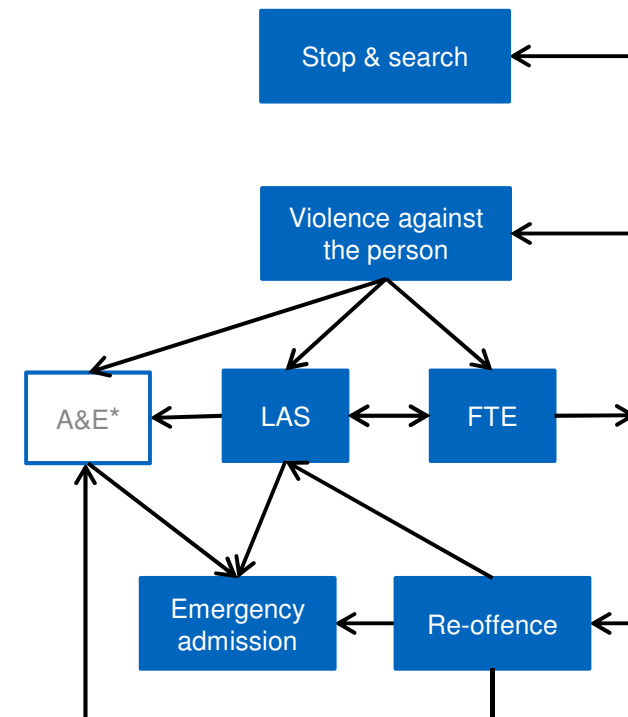 Stop & search
Violence against
the person
A&E*
LAS
FTE
Emergency
admission
Re-offence